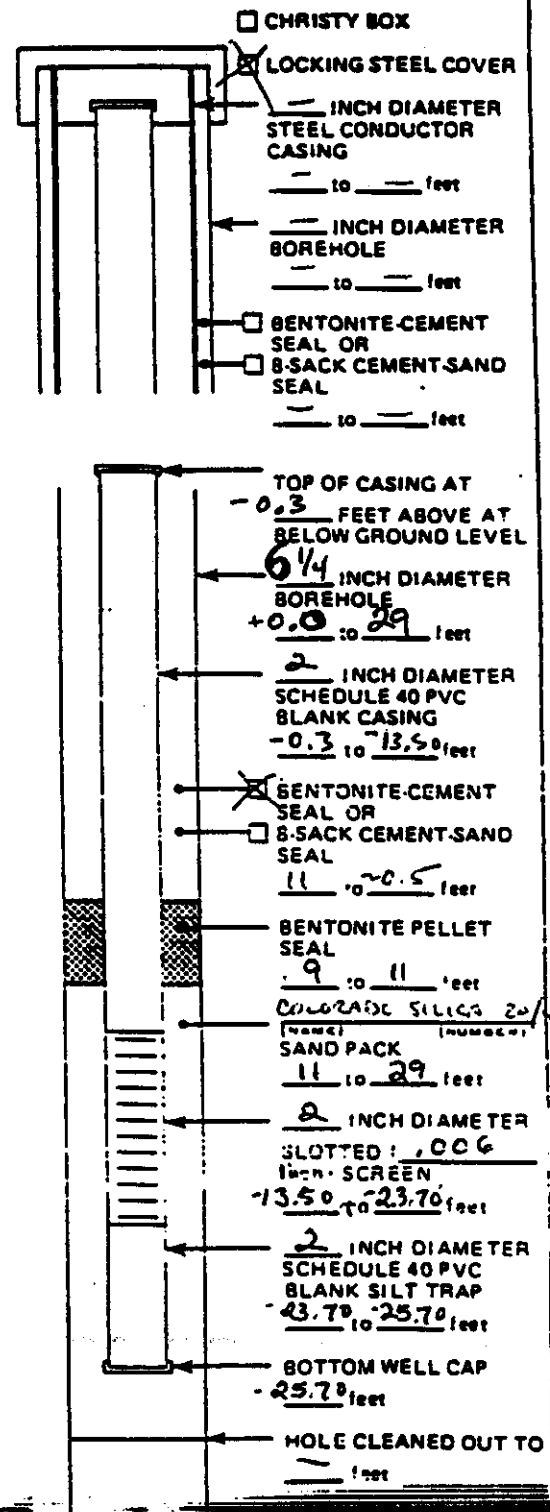 ☐ CHRISTY BOX
☒ LOCKING STEEL COVER
— INCH DIAMETER
STEEL CONDUCTOR
CASING
— to — feet
— INCH DIAMETER
BOREHOLE
— to — feet
☐ BENTONITE-CEMENT
SEAL OR
☐ 8-SACK CEMENT-SAND
SEAL
— to — feet
TOP OF CASING AT
-0.3 FEET ABOVE AT
BELOW GROUND LEVEL
6 1/4 INCH DIAMETER
BOREHOLE
+0.0 to 29 feet
2 INCH DIAMETER
SCHEDULE 40 PVC
BLANK CASING
-0.3 to -13.50 feet
☒ BENTONITE-CEMENT
SEAL OR
☐ 8-SACK CEMENT-SAND
SEAL
11 to ~0.5 feet
BENTONITE PELLET
SEAL
9 to 11 feet
COLORADO SILICA 20/
(NAME) (NUMBER)
SAND PACK
11 to 29 feet
2 INCH DIAMETER
SLOTTED .006
inch SCREEN
-13.50 to -23.70 feet
2 INCH DIAMETER
SCHEDULE 40 PVC
BLANK SILT TRAP
-23.70 to -25.70 feet
BOTTOM WELL CAP
-25.70 feet
HOLE CLEANED OUT TO
— feet